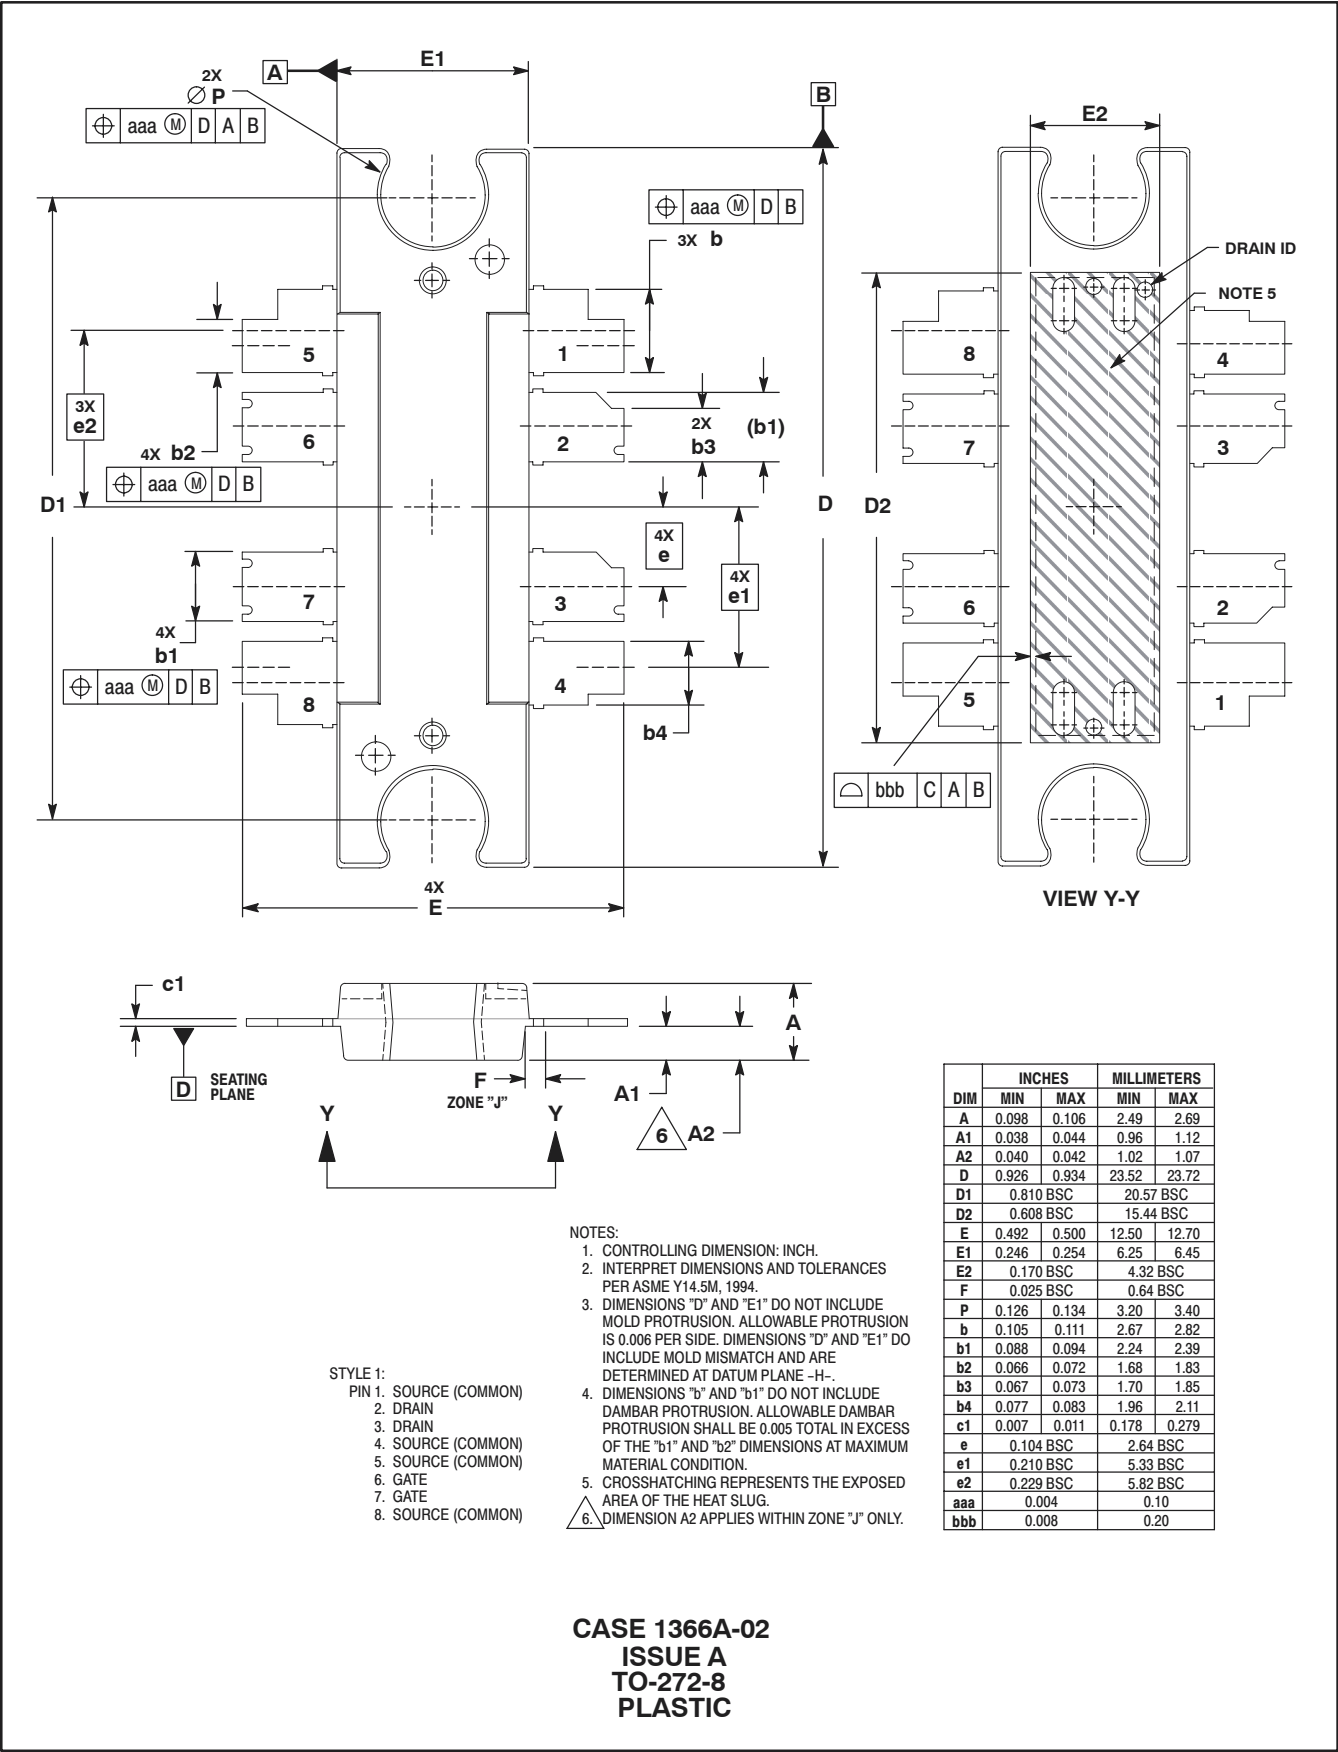 A
E1
2X
∅ P
⌖ aaa Ⓜ D A B
B
E2
⌖ aaa Ⓜ D B
3X b
DRAIN ID
NOTE 5
5
1
8
4
3X
e2
6
2
2X
b3
(b1)
7
3
4X b2
⌖ aaa Ⓜ D B
D1
D
D2
4X
e
4X
e1
7
3
6
2
4X
b1
⌖ aaa Ⓜ D B
8
4
5
1
b4
⌓ bbb C A B
4X
E
VIEW Y-Y
c1
A
D SEATING
PLANE
F
ZONE "J"
A1
6 A2
Y Y
DIM INCHES MILLIMETERS
MIN MAX MIN MAX
A 0.098 0.106 2.49 2.69
A1 0.038 0.044 0.96 1.12
A2 0.040 0.042 1.02 1.07
D 0.926 0.934 23.52 23.72
D1 0.810 BSC 20.57 BSC
D2 0.608 BSC 15.44 BSC
E 0.492 0.500 12.50 12.70
E1 0.246 0.254 6.25 6.45
E2 0.170 BSC 4.32 BSC
F 0.025 BSC 0.64 BSC
P 0.126 0.134 3.20 3.40
b 0.105 0.111 2.67 2.82
b1 0.088 0.094 2.24 2.39
b2 0.066 0.072 1.68 1.83
b3 0.067 0.073 1.70 1.85
b4 0.077 0.083 1.96 2.11
c1 0.007 0.011 0.178 0.279
e 0.104 BSC 2.64 BSC
e1 0.210 BSC 5.33 BSC
e2 0.229 BSC 5.82 BSC
aaa 0.004 0.10
bbb 0.008 0.20
NOTES:
1. CONTROLLING DIMENSION: INCH.
2. INTERPRET DIMENSIONS AND TOLERANCES
PER ASME Y14.5M, 1994.
3. DIMENSIONS "D" AND "E1" DO NOT INCLUDE
MOLD PROTRUSION. ALLOWABLE PROTRUSION
IS 0.006 PER SIDE. DIMENSIONS "D" AND "E1" DO
INCLUDE MOLD MISMATCH AND ARE
DETERMINED AT DATUM PLANE -H-.
4. DIMENSIONS "b" AND "b1" DO NOT INCLUDE
DAMBAR PROTRUSION. ALLOWABLE DAMBAR
PROTRUSION SHALL BE 0.005 TOTAL IN EXCESS
OF THE "b1" AND "b2" DIMENSIONS AT MAXIMUM
MATERIAL CONDITION.
5. CROSSHATCHING REPRESENTS THE EXPOSED
AREA OF THE HEAT SLUG.
6. DIMENSION A2 APPLIES WITHIN ZONE "J" ONLY.
STYLE 1:
PIN 1. SOURCE (COMMON)
2. DRAIN
3. DRAIN
4. SOURCE (COMMON)
5. SOURCE (COMMON)
6. GATE
7. GATE
8. SOURCE (COMMON)
CASE 1366A-02
ISSUE A
TO-272-8
PLASTIC